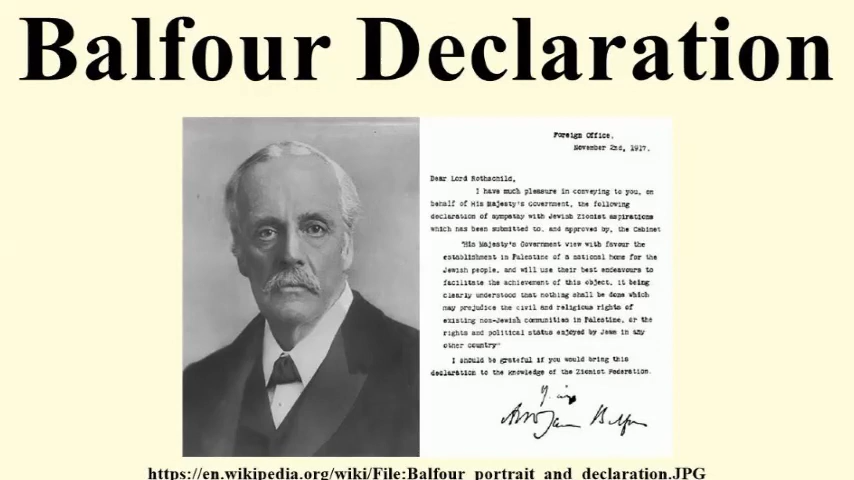 Balfour Declaration
Foreign Office,
November 2nd, 1917.
Dear Lord Rothschild,
I have much pleasure in conveying to you, on
behalf of His Majesty's Government, the following
declaration of sympathy with Jewish Zionist aspirations
which has been submitted to, and approved by, the Cabinet
"His Majesty's Government view with favour the
establishment in Palestine of a national home for the
Jewish people, and will use their best endeavours to
facilitate the achievement of this object, it being
clearly understood that nothing shall be done which
may prejudice the civil and religious rights of
existing non-Jewish communities in Palestine, or the
rights and political status enjoyed by Jews in any
other country"
I should be grateful if you would bring this
declaration to the knowledge of the Zionist Federation.
Balfour
https://en.wikipedia.org/wiki/File:Balfour_portrait_and_declaration.JPG